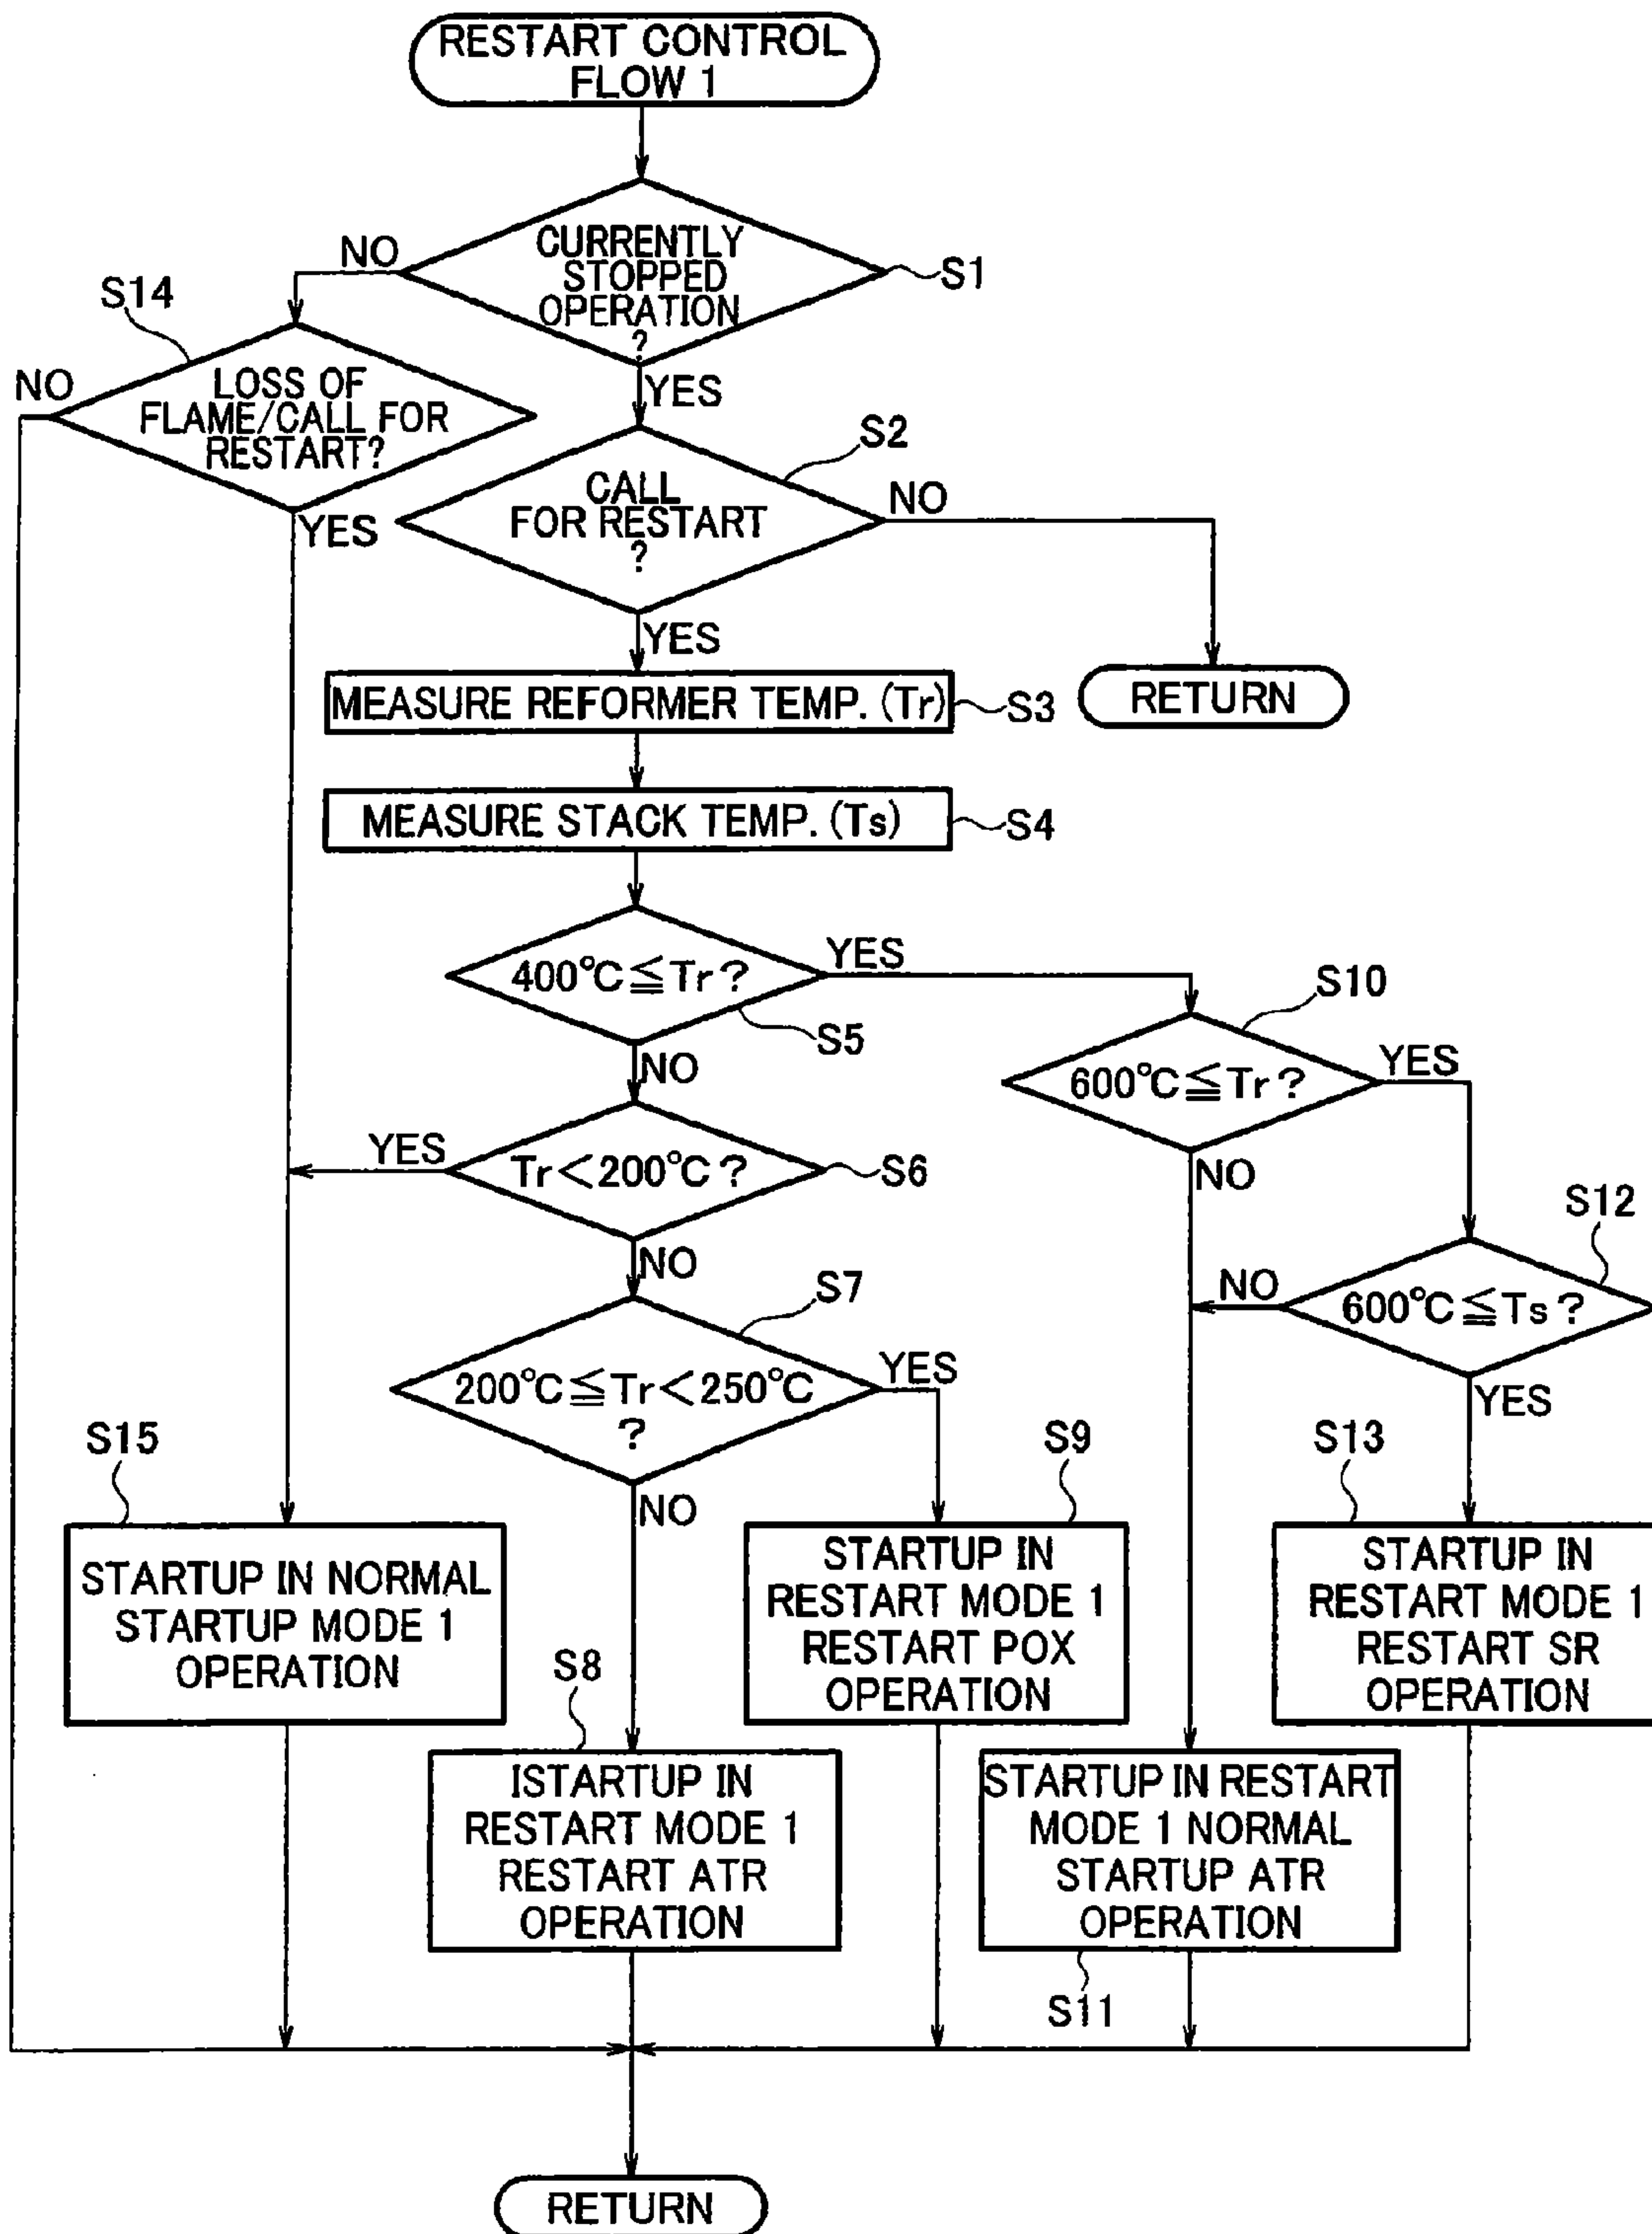 RESTART CONTROL
FLOW 1
CURRENTLY
STOPPED
OPERATION
?
S1
NO
YES
S14
LOSS OF
FLAME/CALL FOR
RESTART?
NO
YES
S2
CALL
FOR RESTART
?
NO
YES
RETURN
MEASURE REFORMER TEMP. (Tr)
S3
MEASURE STACK TEMP. (Ts)
S4
400°C≦Tr?
YES
S5
NO
S10
600°C≦Tr?
YES
NO
Tr<200°C?
YES
S6
NO
S12
600°C≦Ts?
NO
YES
S7
200°C≦Tr<250°C
?
YES
NO
S15
STARTUP IN NORMAL
STARTUP MODE 1
OPERATION
S9
STARTUP IN
RESTART MODE 1
RESTART POX
OPERATION
S13
STARTUP IN
RESTART MODE 1
RESTART SR
OPERATION
S8
ISTARTUP IN
RESTART MODE 1
RESTART ATR
OPERATION
STARTUP IN RESTART
MODE 1 NORMAL
STARTUP ATR
OPERATION
S11
RETURN